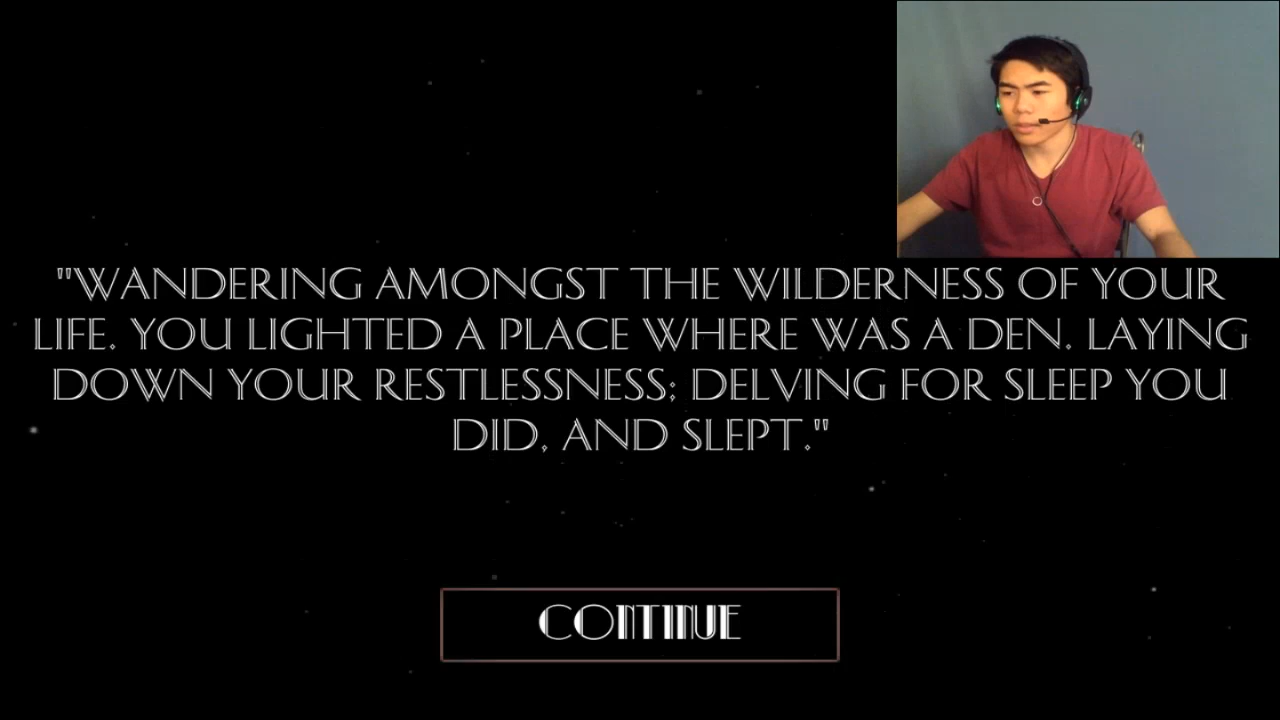 "WANDERING AMONGST THE WILDERNESS OF YOUR
LIFE. YOU LIGHTED A PLACE WHERE WAS A DEN. LAYING
DOWN YOUR RESTLESSNESS; DELVING FOR SLEEP YOU
DID, AND SLEPT."
CONTINUE